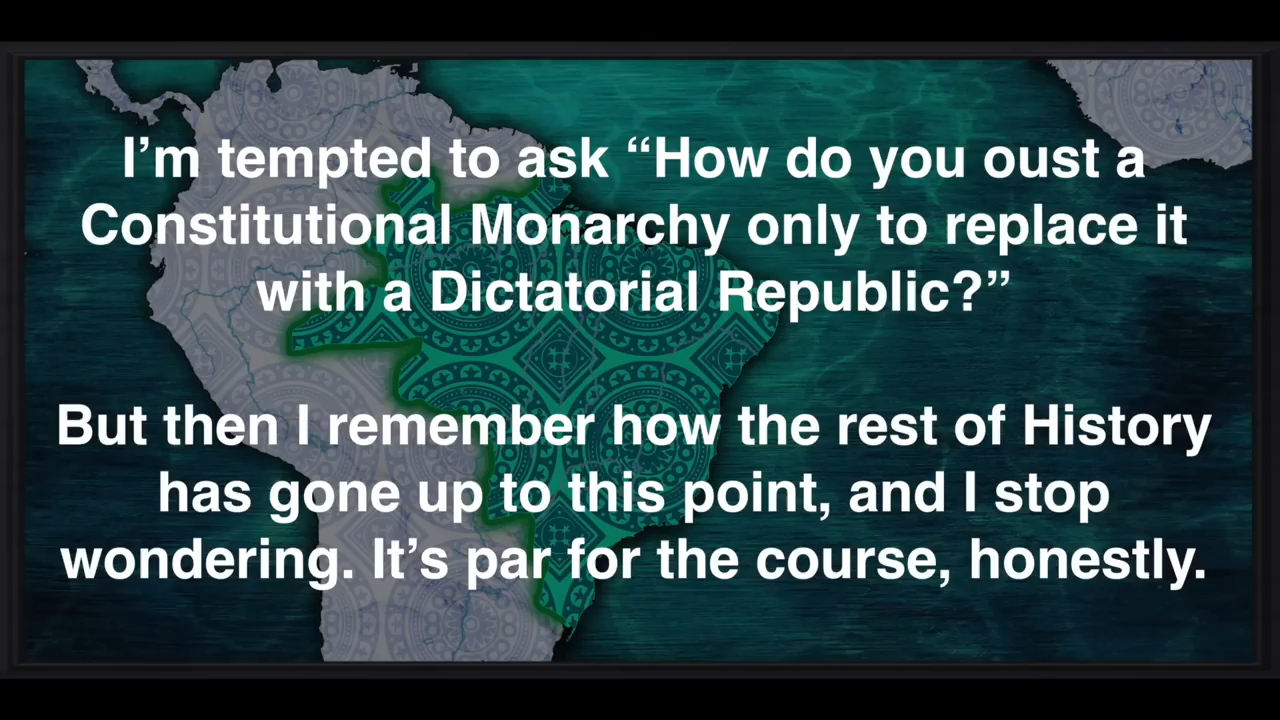 I’m tempted to ask “How do you oust a
Constitutional Monarchy only to replace it
with a Dictatorial Republic?”
But then I remember how the rest of History
has gone up to this point, and I stop
wondering. It’s par for the course, honestly.